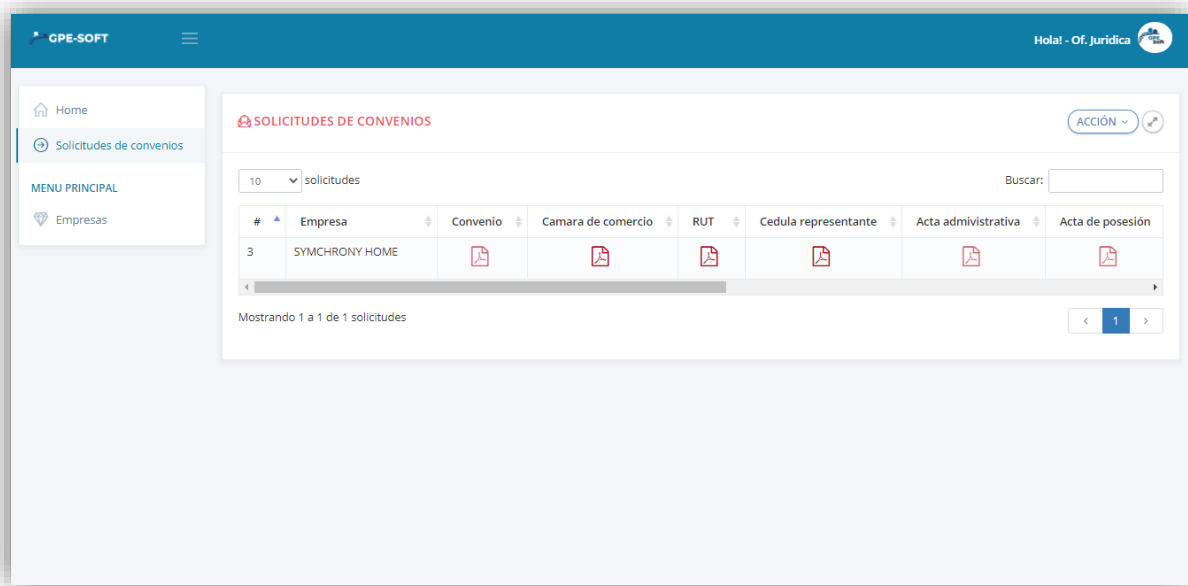 GPE-SOFT
Hola! - Of. Juridica
Home
Solicitudes de convenios
MENU PRINCIPAL
Empresas
SOLICITUDES DE CONVENIOS
ACCIÓN
10 solicitudes
Buscar:
# Empresa Convenio Camara de comercio RUT Cedula representante Acta admivistrativa Acta de posesión
3 SYMCHRONY HOME
Mostrando 1 a 1 de 1 solicitudes
< 1 >